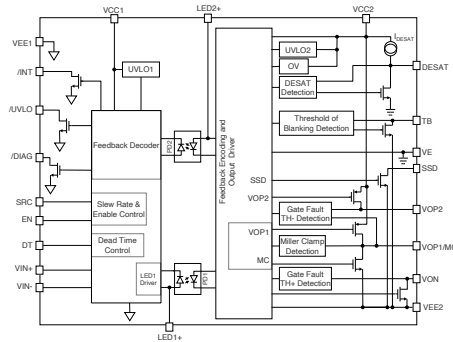 VCC1
LED2+
VCC2
VEE1
/INT
/UVLO
/DIAG
SRC
EN
DT
VIN+
VIN-
UVLO1
Feedback Decoder
Slew Rate &
Enable Control
Dead Time
Control
LED1
Driver
PD2
PD1
LED1+
Feedback Encoding and
Output Driver
VOP1
MC
SSD
VOP2
IDESAT
UVLO2
OV
DESAT
Detection
Threshold of
Blanking Detection
Gate Fault
TH- Detection
Miller Clamp
Detection
Gate Fault
TH+ Detection
DESAT
TB
VE
SSD
VOP2
VOP1/MC
VON
VEE2